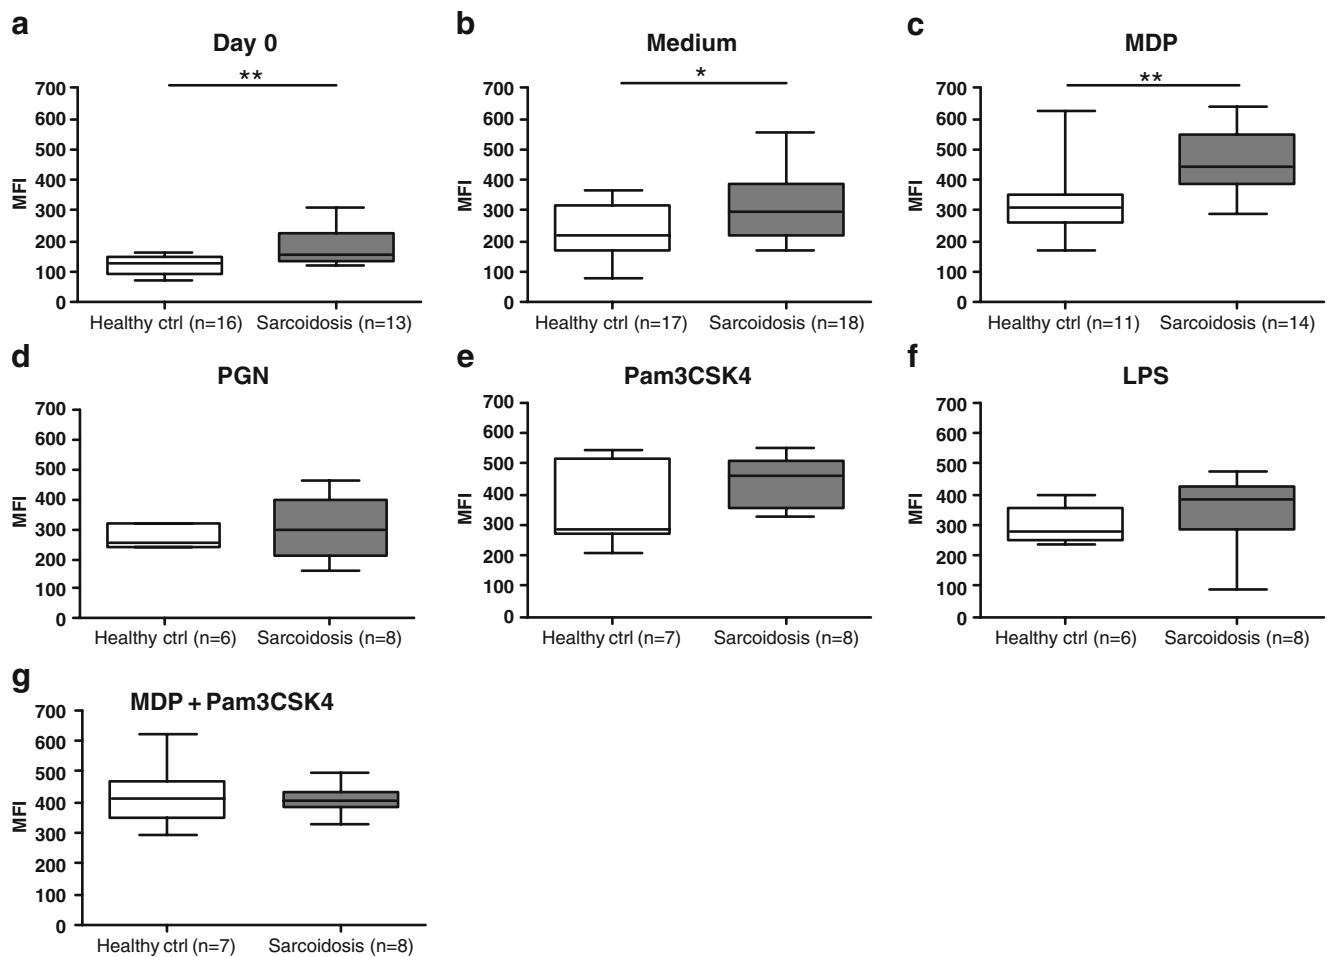 a
Day 0
**
700
600
500
400
300
200
100
0
MFI
Healthy ctrl (n=16) Sarcoidosis (n=13)
b
Medium
*
700
600
500
400
300
200
100
0
MFI
Healthy ctrl (n=17) Sarcoidosis (n=18)
c
MDP
**
700
600
500
400
300
200
100
0
MFI
Healthy ctrl (n=11) Sarcoidosis (n=14)
d
PGN
700
600
500
400
300
200
100
0
MFI
Healthy ctrl (n=6) Sarcoidosis (n=8)
e
Pam3CSK4
700
600
500
400
300
200
100
0
MFI
Healthy ctrl (n=7) Sarcoidosis (n=8)
f
LPS
700
600
500
400
300
200
100
0
MFI
Healthy ctrl (n=6) Sarcoidosis (n=8)
g
MDP + Pam3CSK4
700
600
500
400
300
200
100
0
MFI
Healthy ctrl (n=7) Sarcoidosis (n=8)